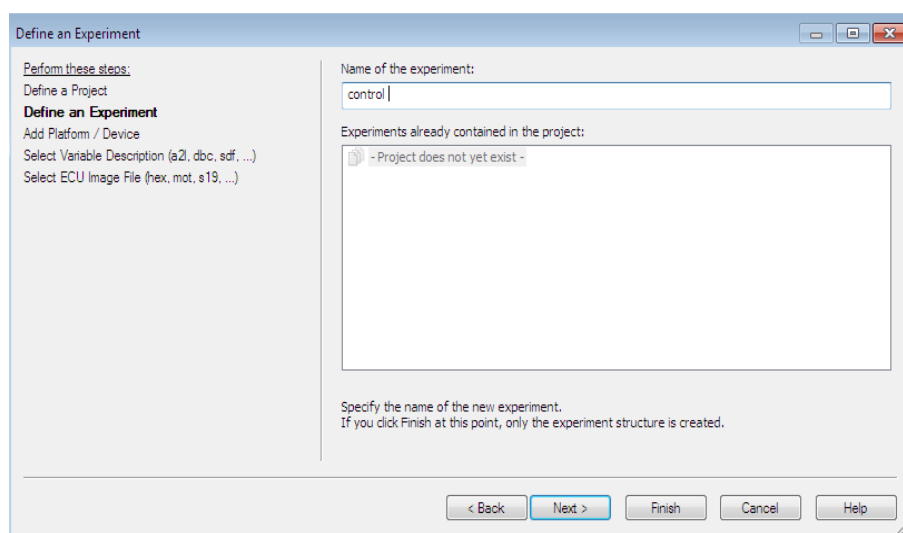 Define an Experiment
Perform these steps:
Define a Project
Define an Experiment
Add Platform / Device
Select Variable Description (a2l, dbc, sdf, ...)
Select ECU Image File (hex, mot, s19, ...)
Name of the experiment:
control
Experiments already contained in the project:
- Project does not yet exist -
Specify the name of the new experiment.
If you click Finish at this point, only the experiment structure is created.
< Back Next > Finish Cancel Help